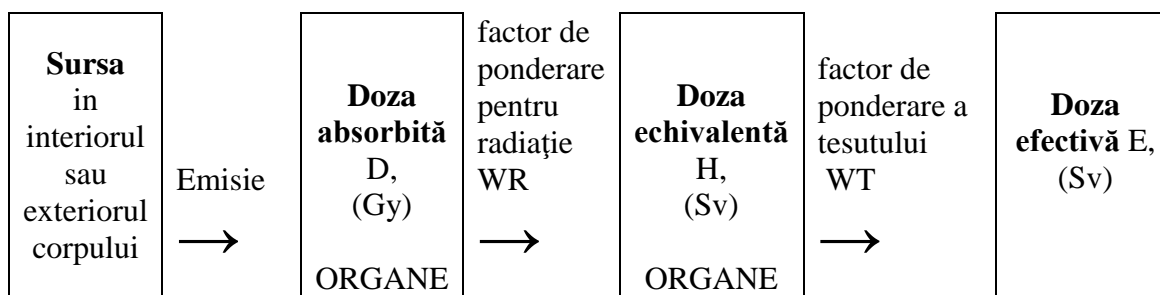 Sursa
in
interiorul
sau
exteriorul
corpului
Emisie
→
Doza
absorbită
D,
(Gy)
ORGANE
factor de
ponderare
pentru
radiaţie
WR
→
Doza
echivalentă
H,
(Sv)
ORGANE
factor de
ponderare a
tesutului
WT
→
Doza
efectivă E,
(Sv)